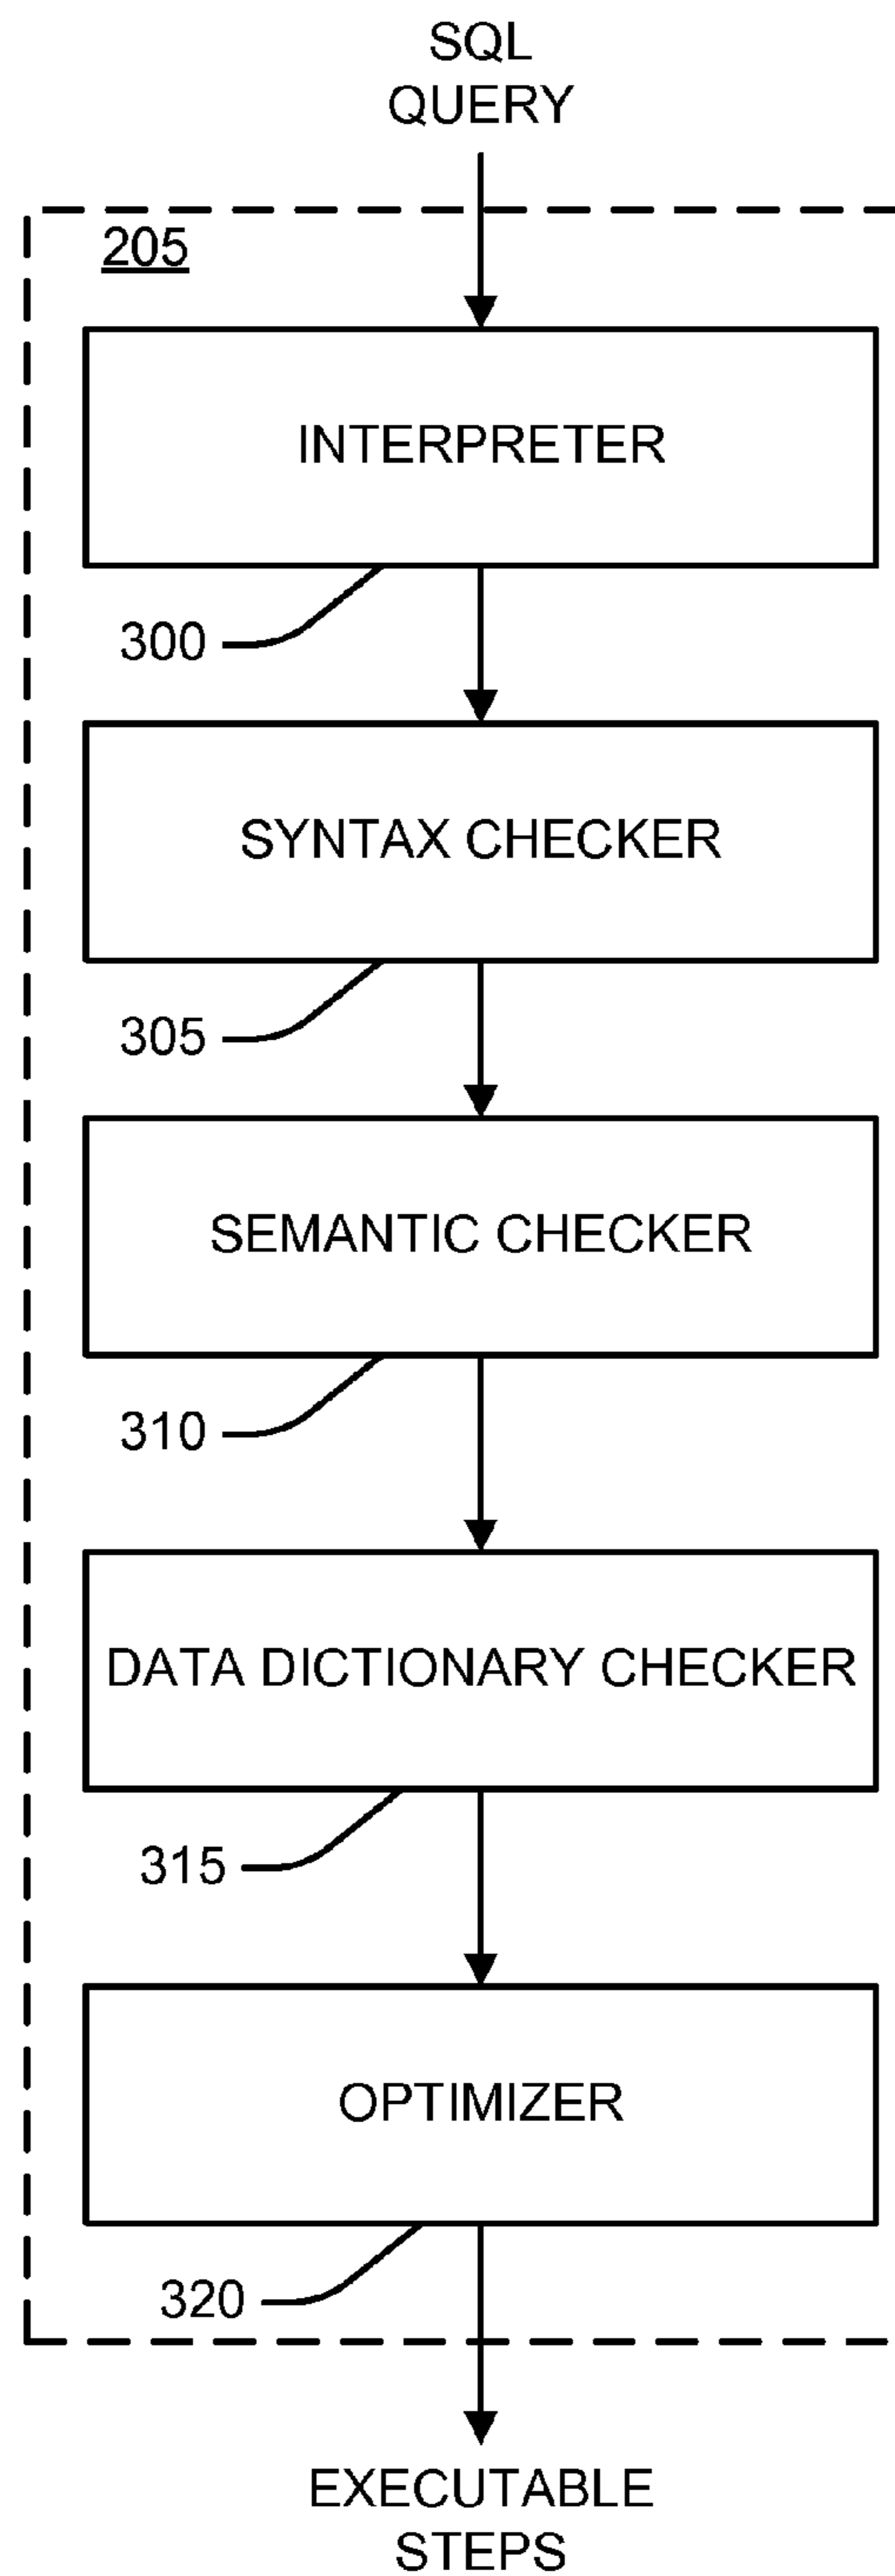 SQL
QUERY
205
INTERPRETER
300
SYNTAX CHECKER
305
SEMANTIC CHECKER
310
DATA DICTIONARY CHECKER
315
OPTIMIZER
320
EXECUTABLE
STEPS